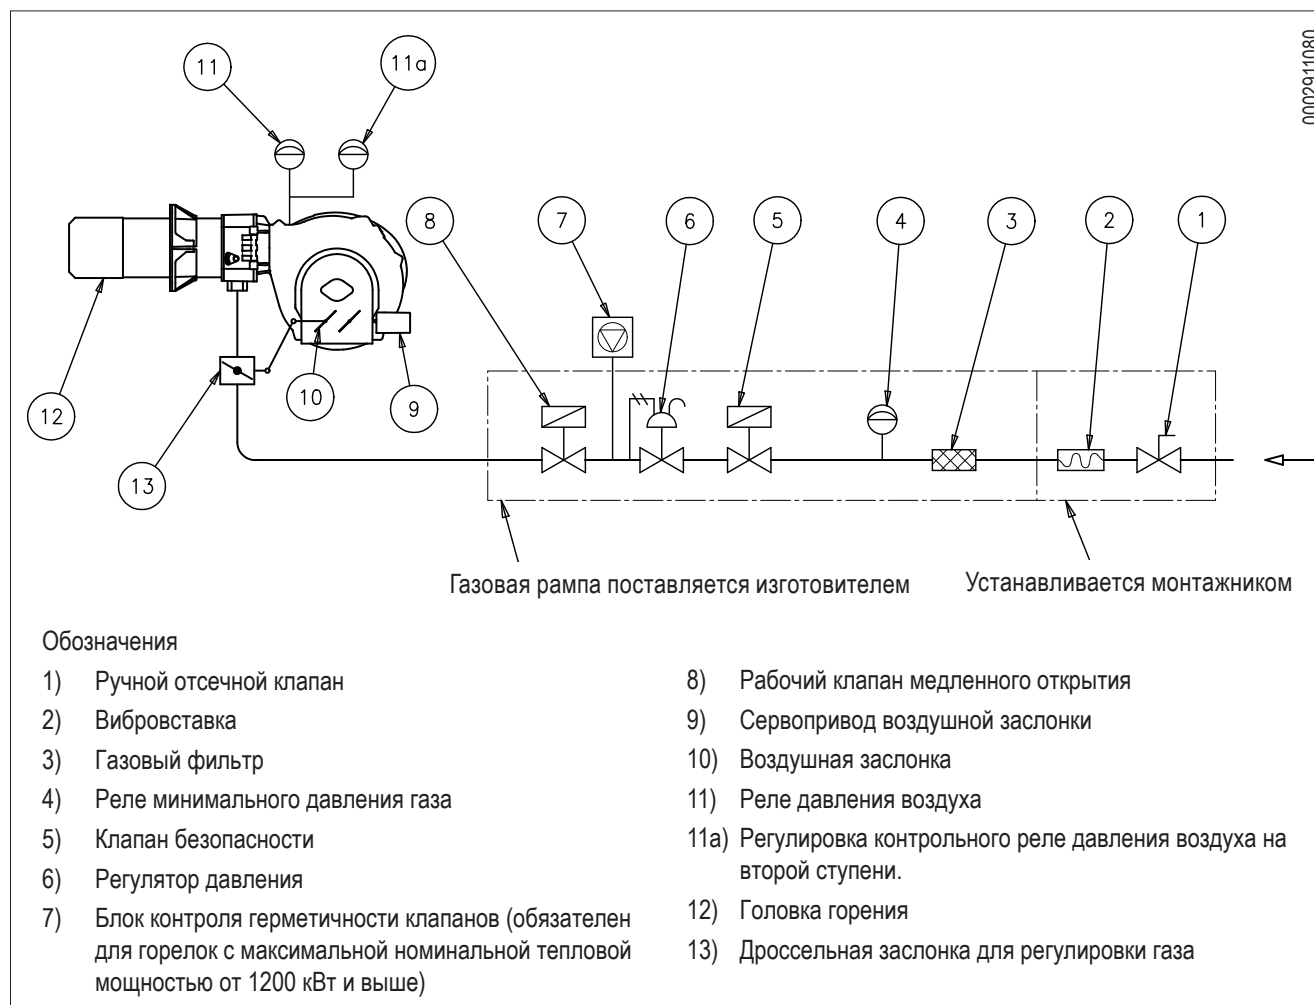 0002911080
11
11a
8
7
6
5
4
3
2
1
12
13
10
9
Газовая рампа поставляется изготовителем
Устанавливается монтажником
Обозначения
1) Ручной отсечной клапан
2) Вибровставка
3) Газовый фильтр
4) Реле минимального давления газа
5) Клапан безопасности
6) Регулятор давления
7) Блок контроля герметичности клапанов (обязателен
для горелок с максимальной номинальной тепловой
мощностью от 1200 кВт и выше)
8) Рабочий клапан медленного открытия
9) Сервопривод воздушной заслонки
10) Воздушная заслонка
11) Реле давления воздуха
11a) Регулировка контрольного реле давления воздуха на
второй ступени.
12) Головка горения
13) Дроссельная заслонка для регулировки газа